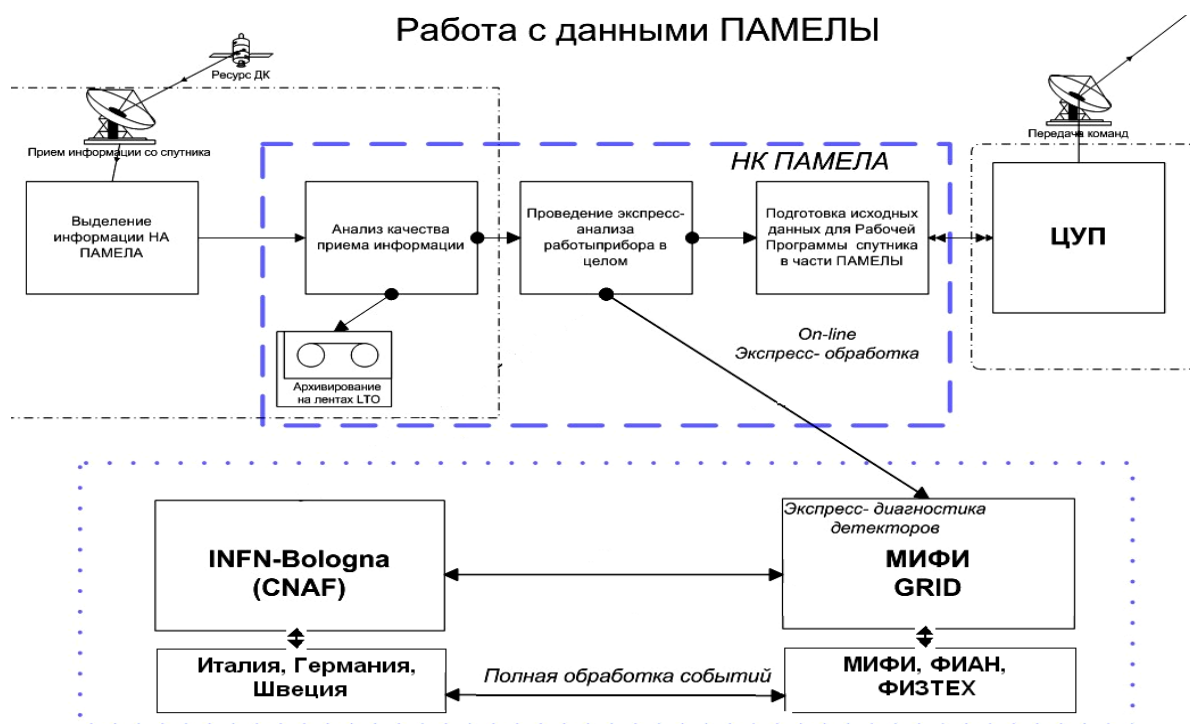 Работа с данными ПАМЕЛЫ
Ресурс ДК
Прием информации со спутника
Передача команд
НК ПАМЕЛА
Выделение
информации НА
ПАМЕЛА
Анализ качества
приема информации
Проведение экспресс-
анализа
работыприбора в
целом
Подготовка исходных
данных для Рабочей
Программы спутника
в части ПАМЕЛЫ
ЦУП
On-line
Экспресс- обработка
Архивирование
на лентах LTO
Экспресс- диагностика
детекторов
INFN-Bologna
(CNAF)
МИФИ
GRID
Италия, Германия,
Швеция
Полная обработка событий
МИФИ, ФИАН,
ФИЗТЕХ